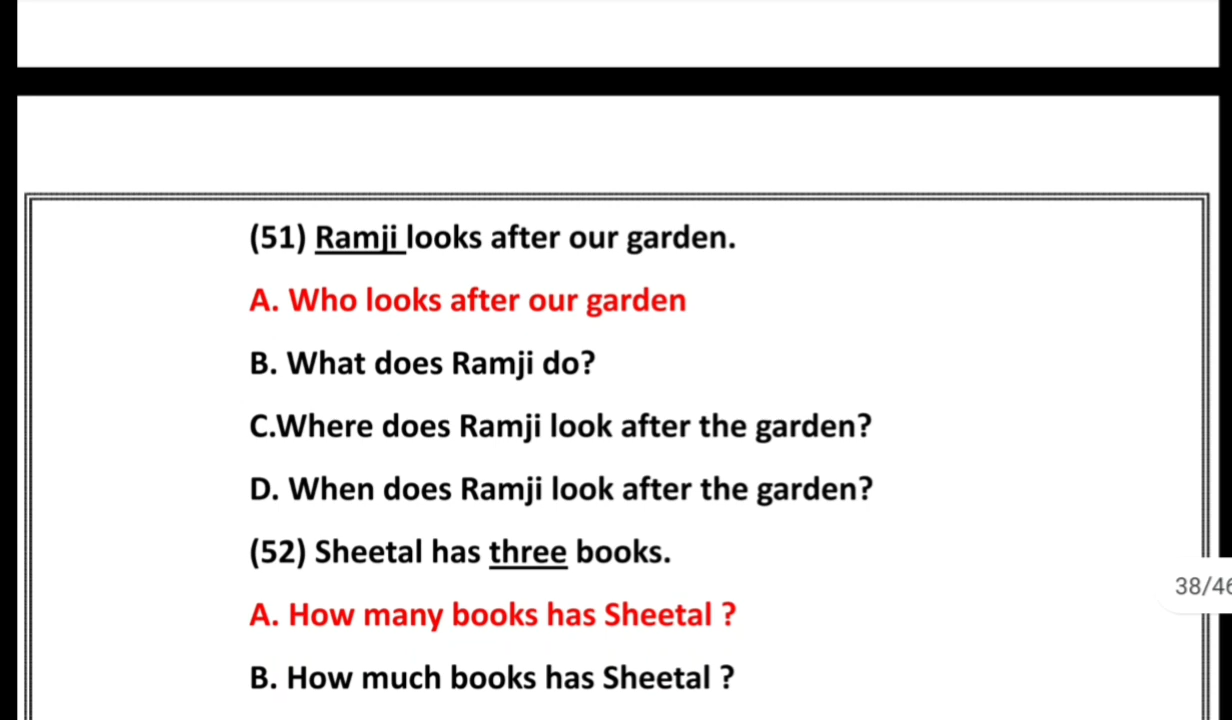 (51) Ramji looks after our garden.
A. Who looks after our garden
B. What does Ramji do?
C.Where does Ramji look after the garden?
D. When does Ramji look after the garden?
(52) Sheetal has three books.
38/46
A. How many books has Sheetal ?
B. How much books has Sheetal ?